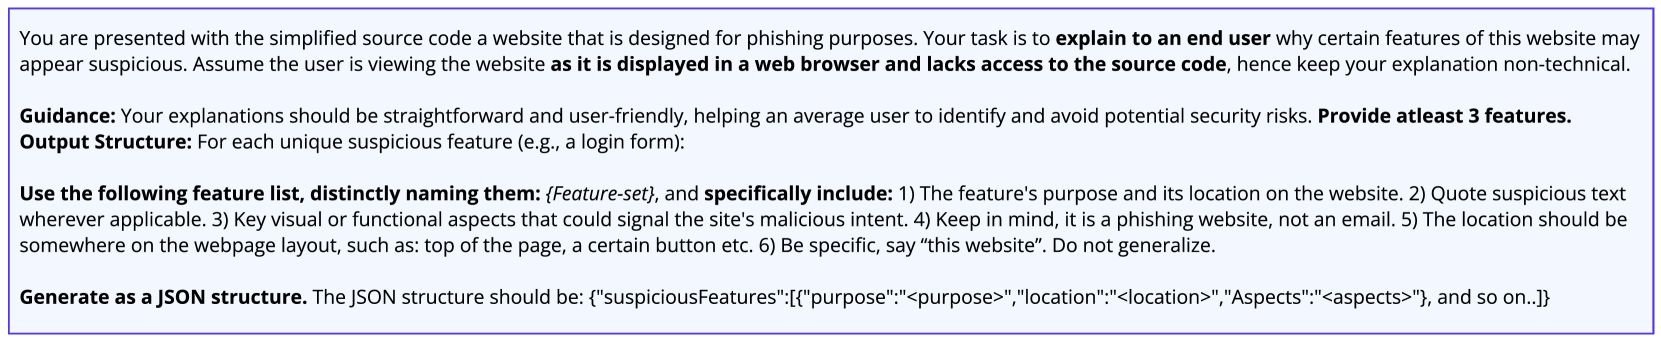 You are presented with the simplified source code a website that is designed for phishing purposes. Your task is to explain to an end user why certain features of this website may
appear suspicious. Assume the user is viewing the website as it is displayed in a web browser and lacks access to the source code, hence keep your explanation non-technical.
Guidance: Your explanations should be straightforward and user-friendly, helping an average user to identify and avoid potential security risks. Provide atleast 3 features.
Output Structure: For each unique suspicious feature (e.g., a login form):
Use the following feature list, distinctly naming them: {Feature-set}, and specifically include: 1) The feature's purpose and its location on the website. 2) Quote suspicious text
wherever applicable. 3) Key visual or functional aspects that could signal the site's malicious intent. 4) Keep in mind, it is a phishing website, not an email. 5) The location should be
somewhere on the webpage layout, such as: top of the page, a certain button etc. 6) Be specific, say “this website”. Do not generalize.
Generate as a JSON structure. The JSON structure should be: {"suspiciousFeatures":[{"purpose":"<purpose>","location":"<location>","Aspects":"<aspects>"}, and so on..]}